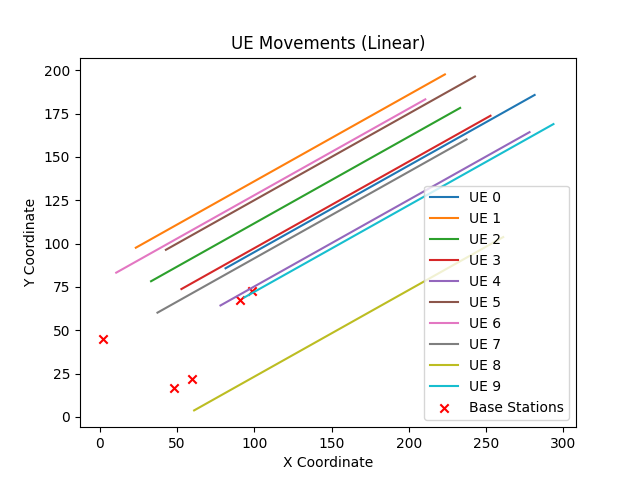 UE Movements (Linear)
200
175
150
125
100
75
50
25
0
Y Coordinate
0 50 100 150 200 250 300
X Coordinate
UE 0
UE 1
UE 2
UE 3
UE 4
UE 5
UE 6
UE 7
UE 8
UE 9
Base Stations